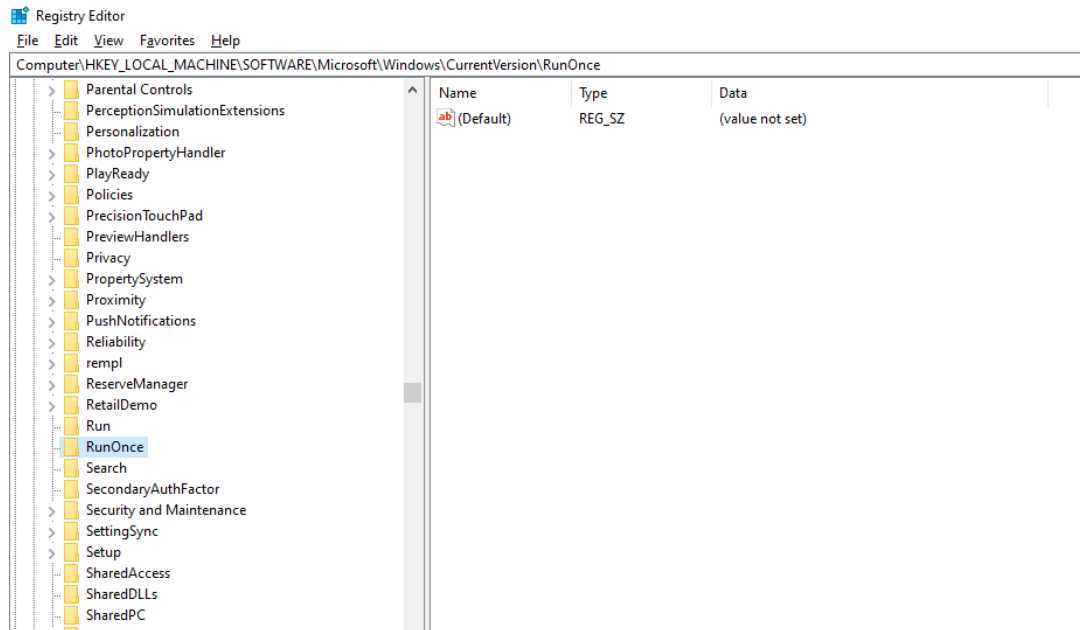 Registry Editor
File Edit View Favorites Help
Computer\HKEY_LOCAL_MACHINE\SOFTWARE\Microsoft\Windows\CurrentVersion\RunOnce
Parental Controls
PerceptionSimulationExtensions
Personalization
PhotoPropertyHandler
PlayReady
Policies
PrecisionTouchPad
PreviewHandlers
Privacy
PropertySystem
Proximity
PushNotifications
Reliability
rempl
ReserveManager
RetailDemo
Run
RunOnce
Search
SecondaryAuthFactor
Security and Maintenance
SettingSync
Setup
SharedAccess
SharedDLLs
SharedPC
Name Type Data
ab (Default) REG_SZ (value not set)